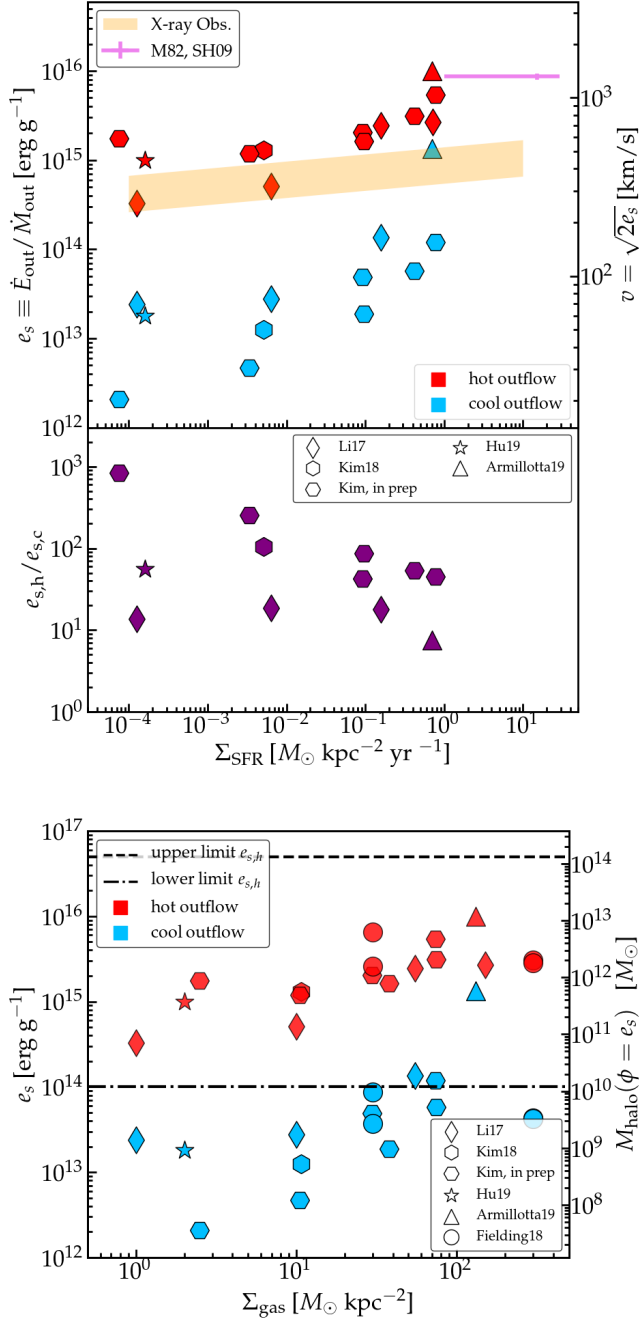 X-ray Obs.
M82, SH09
10^16
10^15
10^14
10^13
10^12
e_s ≡ Ė_out/Ṁ_out [erg g^−1]
10^3
10^2
v = √2e_s [km/s]
hot outflow
cool outflow
Li17
Kim18
Kim, in prep
Hu19
Armillotta19
10^3
10^2
10^1
10^0
e_s,h/e_s,c
10^−4 10^−3 10^−2 10^−1 10^0 10^1
Σ_SFR [M_⊙ kpc^−2 yr ^−1]
10^17
10^16
10^15
10^14
10^13
10^12
e_s [erg g^−1]
upper limit e_s,h
lower limit e_s,h
hot outflow
cool outflow
10^14
10^13
10^12
10^11
10^10
10^9
10^8
M_halo(ϕ = e_s) [M_⊙]
Li17
Kim18
Kim, in prep
Hu19
Armillotta19
Fielding18
10^0 10^1 10^2
Σ_gas [M_⊙ kpc^−2]